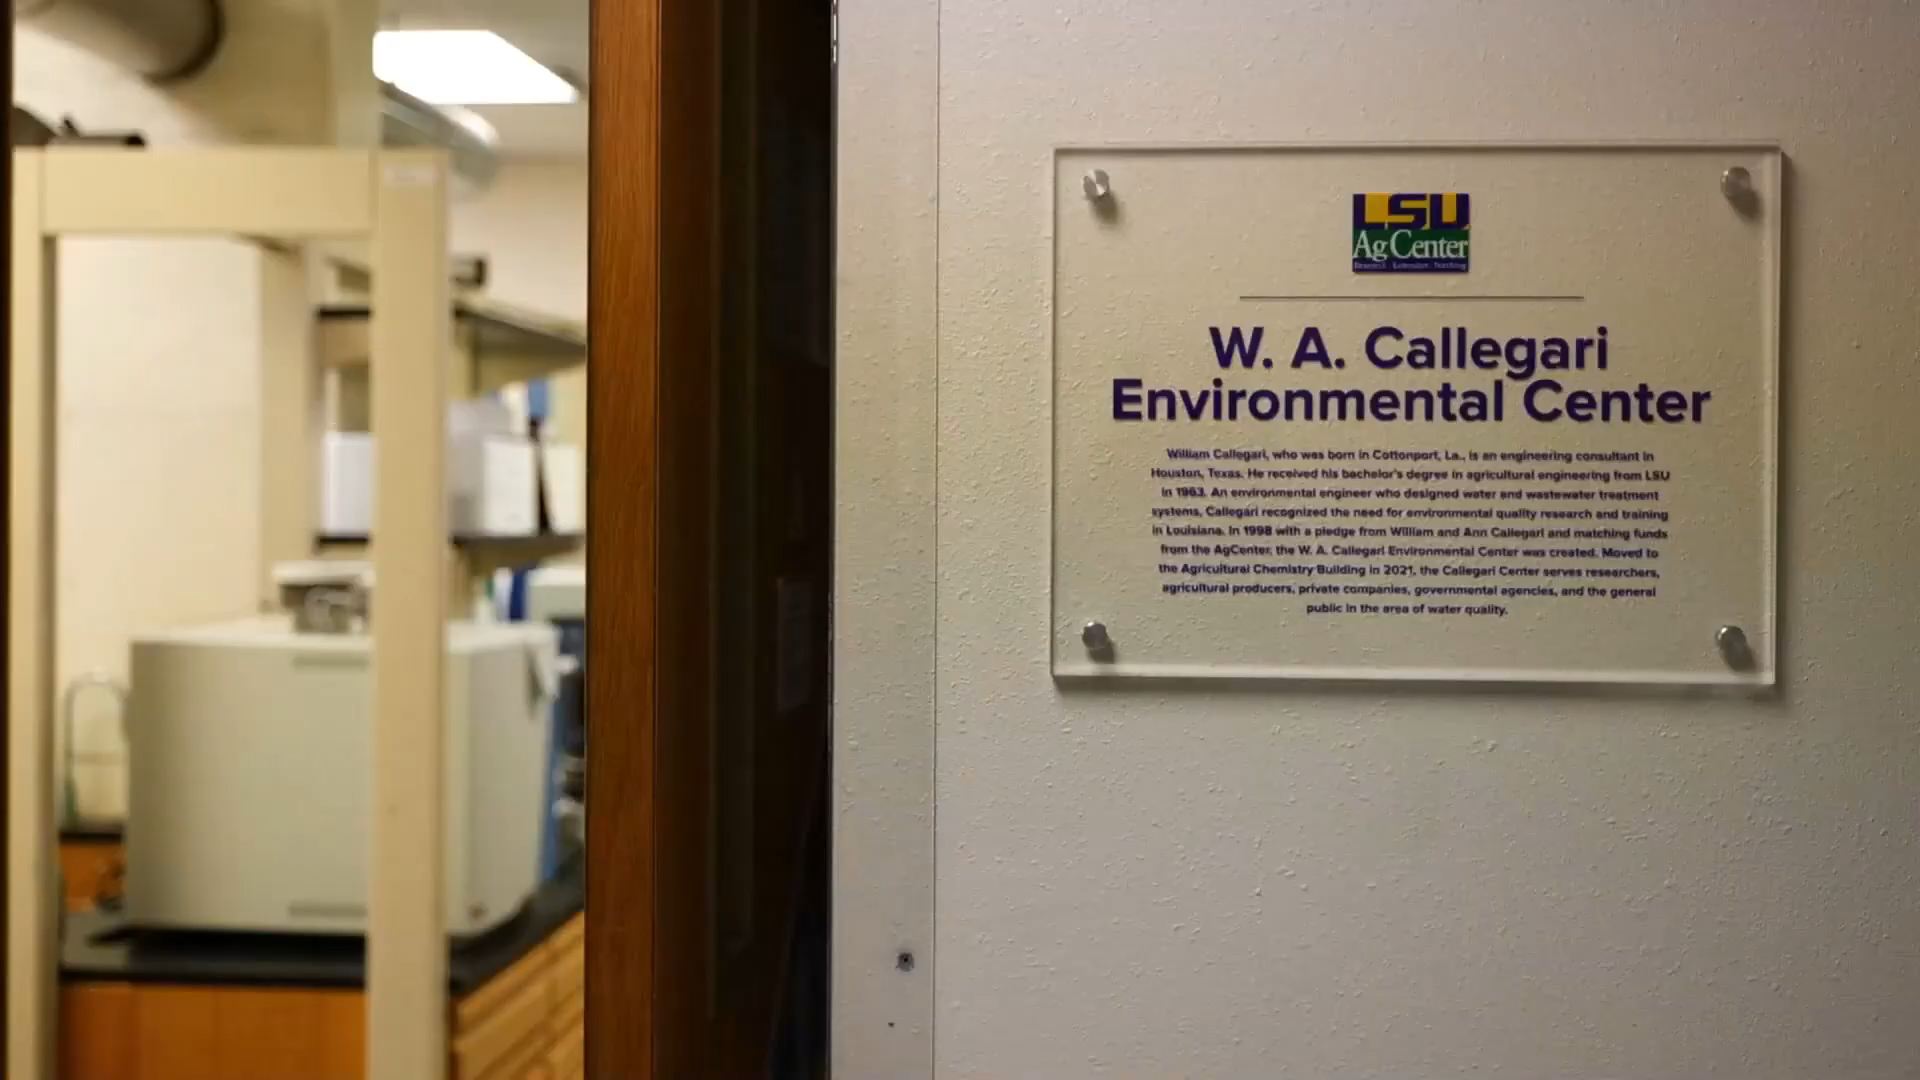 LSU
AgCenter
Research · Extension · Teaching
W. A. Callegari
Environmental Center
William Callegari, who was born in Cottonport, La., is an engineering consultant in
Houston, Texas. He received his bachelor's degree in agricultural engineering from LSU
in 1963. An environmental engineer who designed water and wastewater treatment
systems, Callegari recognized the need for environmental quality research and training
in Louisiana. In 1998 with a pledge from William and Ann Callegari and matching funds
from the AgCenter, the W. A. Callegari Environmental Center was created. Moved to
the Agricultural Chemistry Building in 2021, the Callegari Center serves researchers,
agricultural producers, private companies, governmental agencies, and the general
public in the area of water quality.